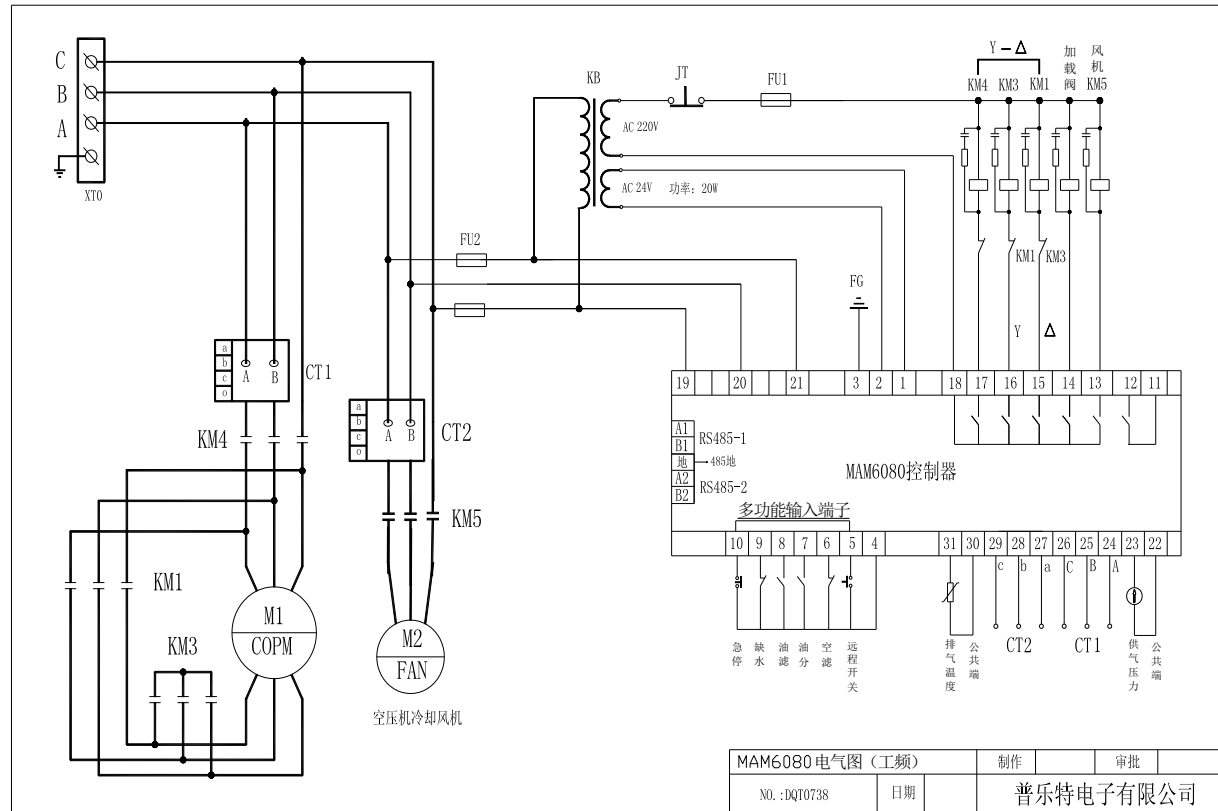 C
B
A
XT0
KB
JT
FU1
AC 220V
AC 24V 功率：20W
Y-Δ
KM4 KM3 KM1
加载阀
风机
KM5
KM1
KM3
Y
Δ
FU2
FG
a
b
c
o
A B
CT1
KM4
a
b
c
o
A B
CT2
KM5
KM1
KM3
M1
COPM
M2
FAN
空压机冷却风机
19 20 21 3 2 1 18 17 16 15 14 13 12 11
A1
B1
地
A2
B2
RS485-1
485地
RS485-2
MAM6080控制器
多功能输入端子
10 9 8 7 6 5 4 31 30 29 28 27 26 25 24 23 22
c b a C B A
急停
缺水
油滤
油分
空滤
远程开关
排气温度
公共端
CT2
CT1
供气压力
公共端
MAM6080电气图（工频） 制作 审批
NO.:DQT0738 日期 普乐特电子有限公司